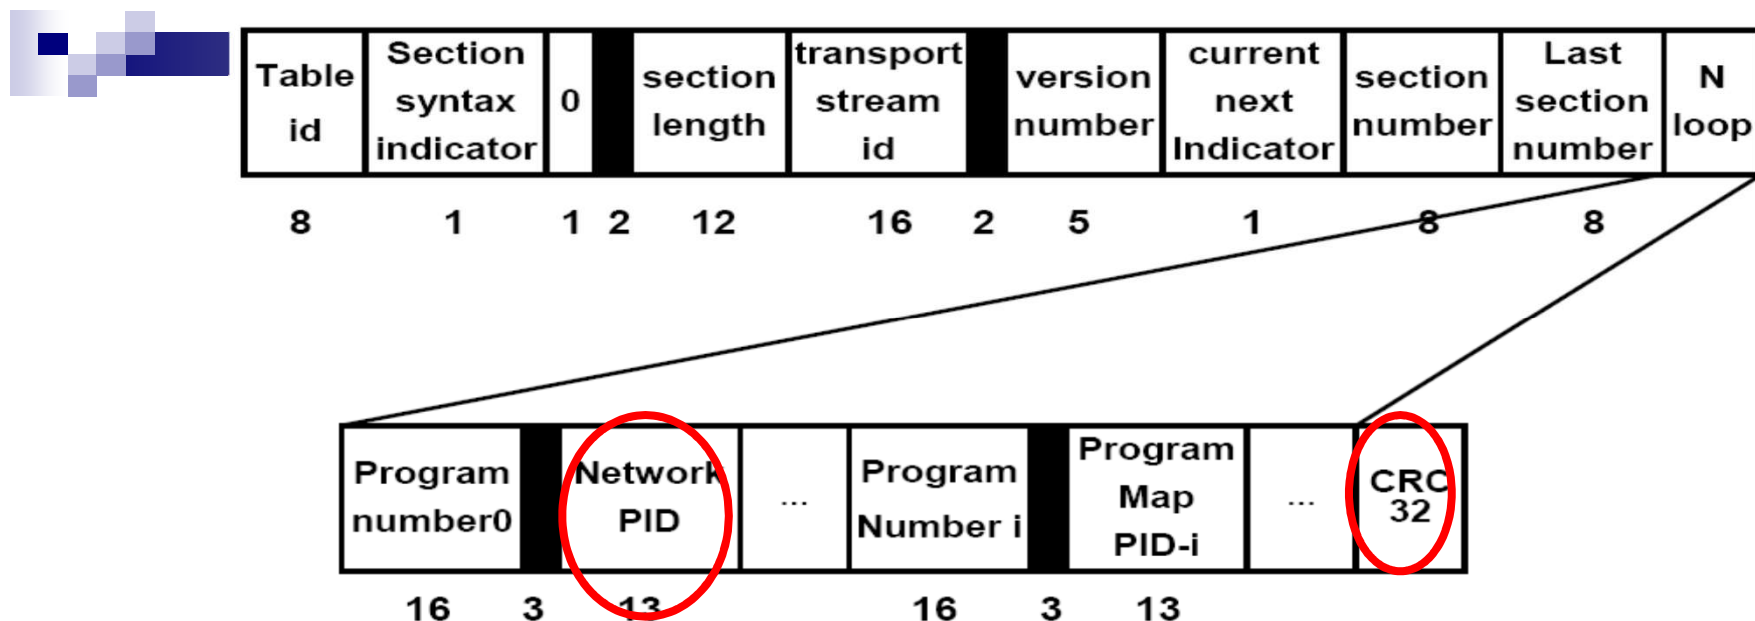 Table id
Section syntax indicator
0
section length
transport stream id
version number
current next Indicator
section number
Last section number
N loop
8 1 1 2 12 16 2 5 1 8 8
Program number0
Network PID
...
Program Number i
Program Map PID-i
...
CRC 32
16 3 13 16 3 13